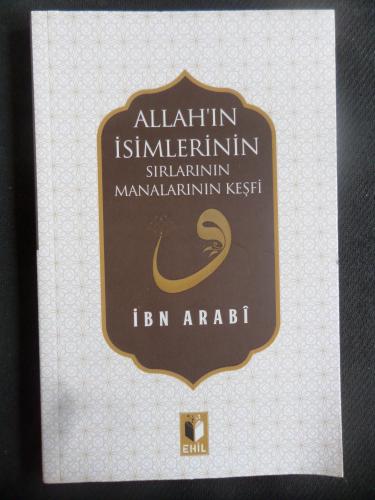 ALLAH'IN
İSİMLERİNİN
SIRLARININ
MANALARININ KEŞFİ
و
İBN ARABÎ
EHİL